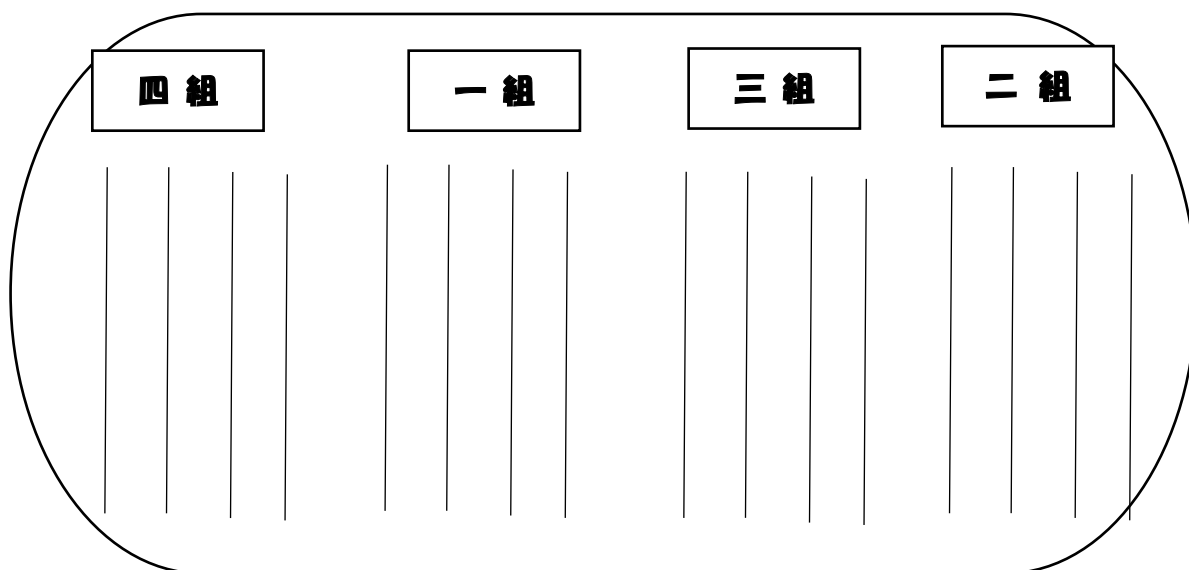 四 組 一 組 三 組 二 組